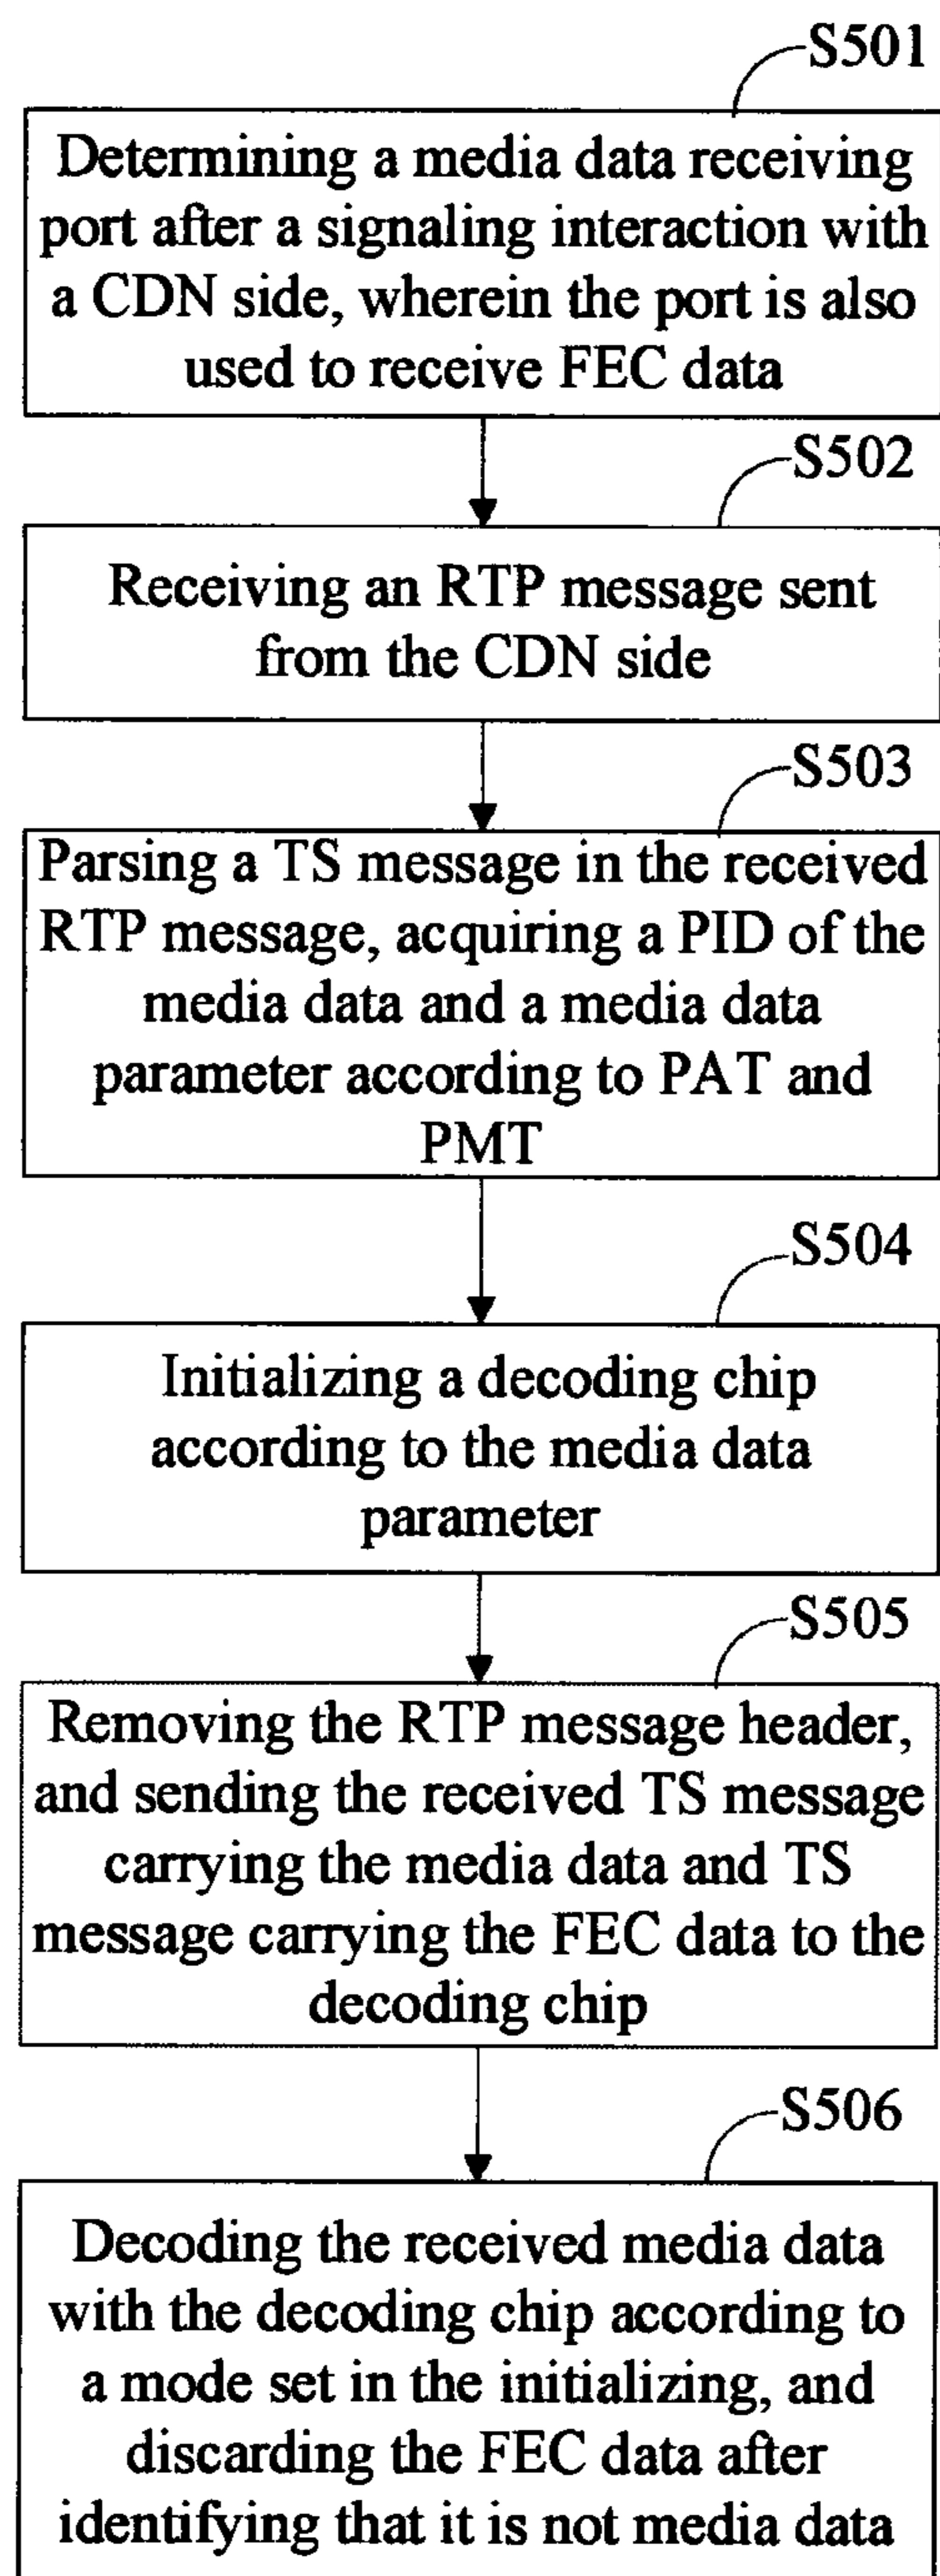 S501
Determining a media data receiving
port after a signaling interaction with
a CDN side, wherein the port is also
used to receive FEC data
S502
Receiving an RTP message sent
from the CDN side
S503
Parsing a TS message in the received
RTP message, acquiring a PID of the
media data and a media data
parameter according to PAT and
PMT
S504
Initializing a decoding chip
according to the media data
parameter
S505
Removing the RTP message header,
and sending the received TS message
carrying the media data and TS
message carrying the FEC data to the
decoding chip
S506
Decoding the received media data
with the decoding chip according to
a mode set in the initializing, and
discarding the FEC data after
identifying that it is not media data